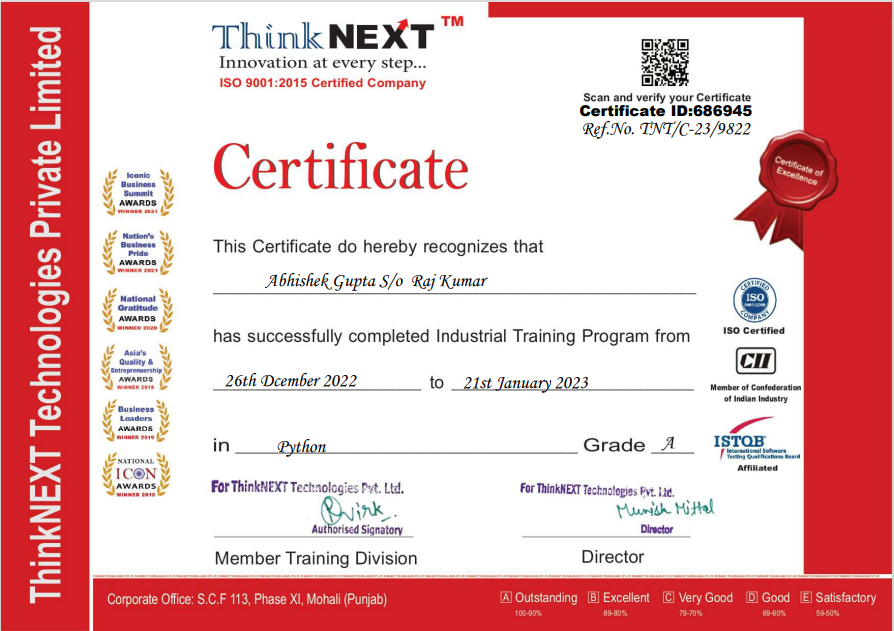 ThinkNEXT Technologies Private Limited
Think NEXT TM
Innovation at every step...
ISO 9001:2015 Certified Company
Scan and verify your Certificate
Certificate ID:686945
Ref.No. TNT/C-23/9822
Certificate
Certificate of
Excellence
This Certificate do hereby recognizes that
Abhishek Gupta S/o Raj Kumar
has successfully completed Industrial Training Program from
26th Dcember 2022 to 21st January 2023
in Python Grade A
For ThinkNEXT Technologies Pvt. Ltd.
Authorised Signatory
Member Training Division
For ThinkNEXT Technologies Pvt. Ltd.
Munish Mittal
Director
Director
Iconic
Business
Summit
AWARDS
WINNER 2021
Nation's
Business
Pride
AWARDS
WINNER 2021
National
Gratitude
AWARDS
WINNER 2020
Asia's
Quality &
Entrepreneurship
AWARDS
WINNER 2019
Business
Leaders
AWARDS
WINNER 2019
NATIONAL
ICON
AWARDS
WINNER 2018
CERTIFIED
ISO
9001:2008
COMPANY
ISO Certified
CII
Member of Confederation
of Indian Industry
ISTQB
International Software
Testing Qualifications Board
Affiliated
Corporate Office: S.C.F 113, Phase XI, Mohali (Punjab)
A Outstanding B Excellent C Very Good D Good E Satisfactory
100-90% 89-80% 79-70% 69-60% 59-50%